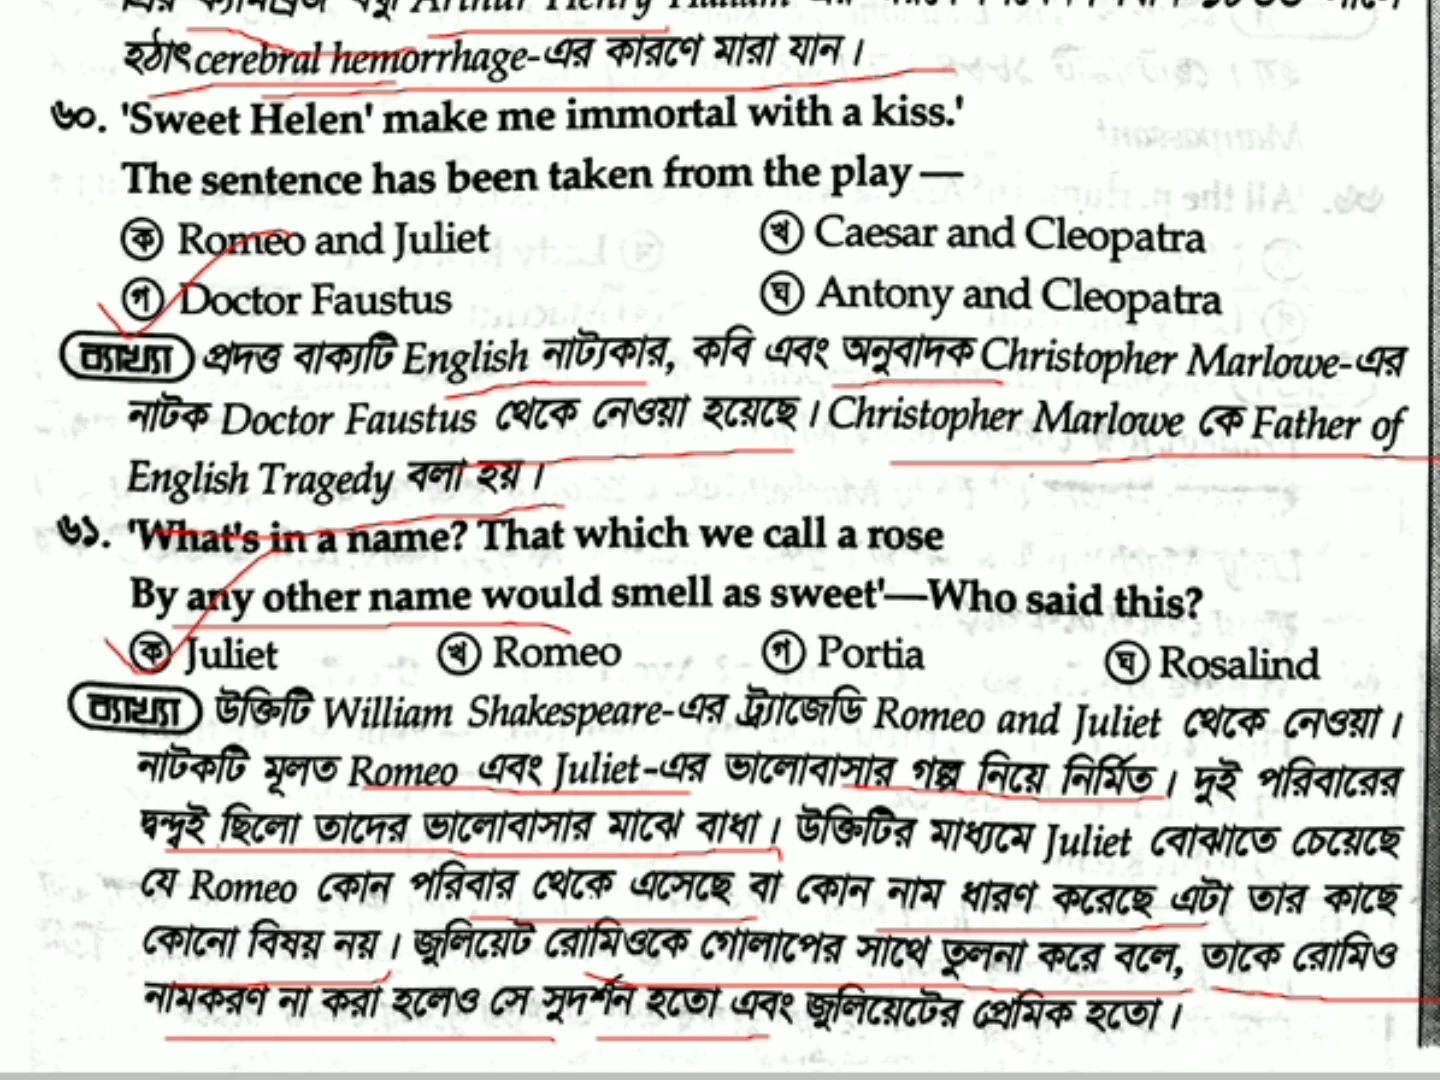 Arthur Henry Hallam
হঠাৎ cerebral hemorrhage-এর কারণে মারা যান।
৬০. 'Sweet Helen' make me immortal with a kiss.'
The sentence has been taken from the play —
ক Romeo and Juliet খ Caesar and Cleopatra
গ Doctor Faustus ঘ Antony and Cleopatra
ব্যাখ্যা প্রদত্ত বাক্যটি English নাট্যকার, কবি এবং অনুবাদক Christopher Marlowe-এর
নাটক Doctor Faustus থেকে নেওয়া হয়েছে। Christopher Marlowe কে Father of
English Tragedy বলা হয়।
৬১. 'What's in a name? That which we call a rose
By any other name would smell as sweet'—Who said this?
ক Juliet খ Romeo গ Portia ঘ Rosalind
ব্যাখ্যা উক্তিটি William Shakespeare-এর ট্র্যাজেডি Romeo and Juliet থেকে নেওয়া।
নাটকটি মূলত Romeo এবং Juliet-এর ভালোবাসার গল্প নিয়ে নির্মিত। দুই পরিবারের
দ্বন্দ্বই ছিলো তাদের ভালোবাসার মাঝে বাধা। উক্তিটির মাধ্যমে Juliet বোঝাতে চেয়েছে
যে Romeo কোন পরিবার থেকে এসেছে বা কোন নাম ধারণ করেছে এটা তার কাছে
কোনো বিষয় নয়। জুলিয়েট রোমিওকে গোলাপের সাথে তুলনা করে বলে, তাকে রোমিও
নামকরণ না করা হলেও সে সুদর্শন হতো এবং জুলিয়েটের প্রেমিক হতো।